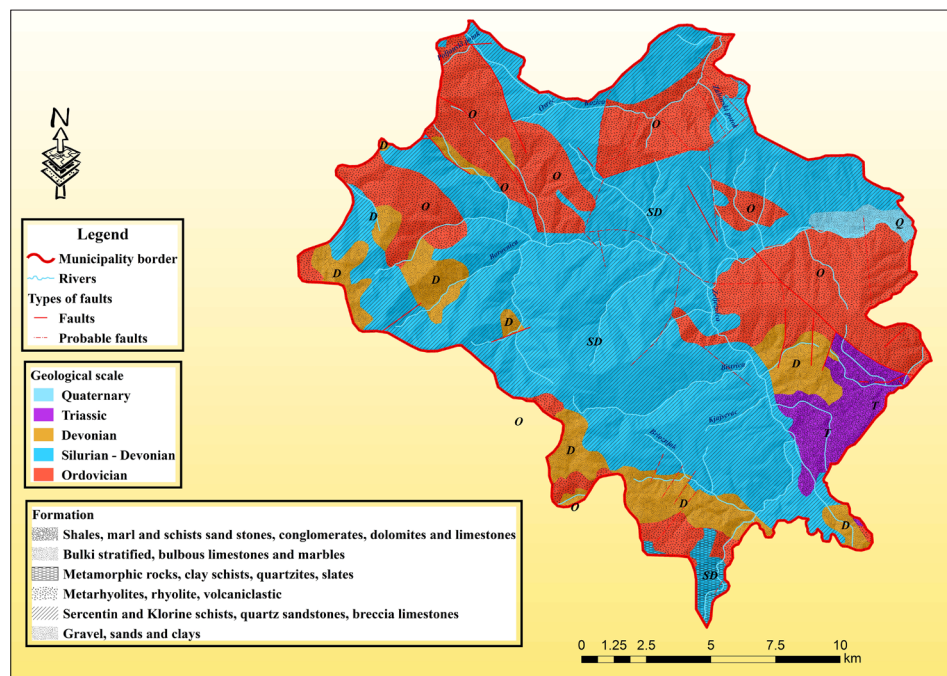 N
Legend
Municipality border
Rivers
Types of faults
Faults
Probable faults
Geological scale
Quaternary
Triassic
Devonian
Silurian - Devonian
Ordovician
Formation
Shales, marl and schists sand stones, conglomerates, dolomites and limestones
Bulki stratified, bulbous limestones and marbles
Metamorphic rocks, clay schists, quartzites, slates
Metarhyolites, rhyolite, volcaniclastic
Sercentin and Klorine schists, quartz sandstones, breccia limestones
Gravel, sands and clays
O
O
D
O
O
O
SD
O
Q
D
D
D
O
D
SD
D
T
T
O
D
D
O
D
SD
0 1.25 2.5 5 7.5 10
km